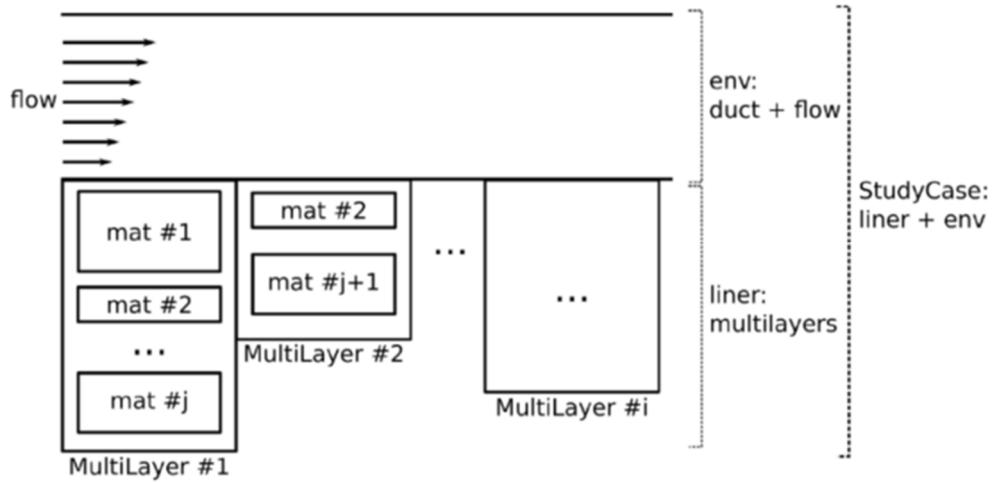 flow
mat #1
mat #2
...
mat #j
MultiLayer #1
mat #2
mat #j+1
MultiLayer #2
...
...
MultiLayer #i
env:
duct + flow
liner:
multilayers
StudyCase:
liner + env